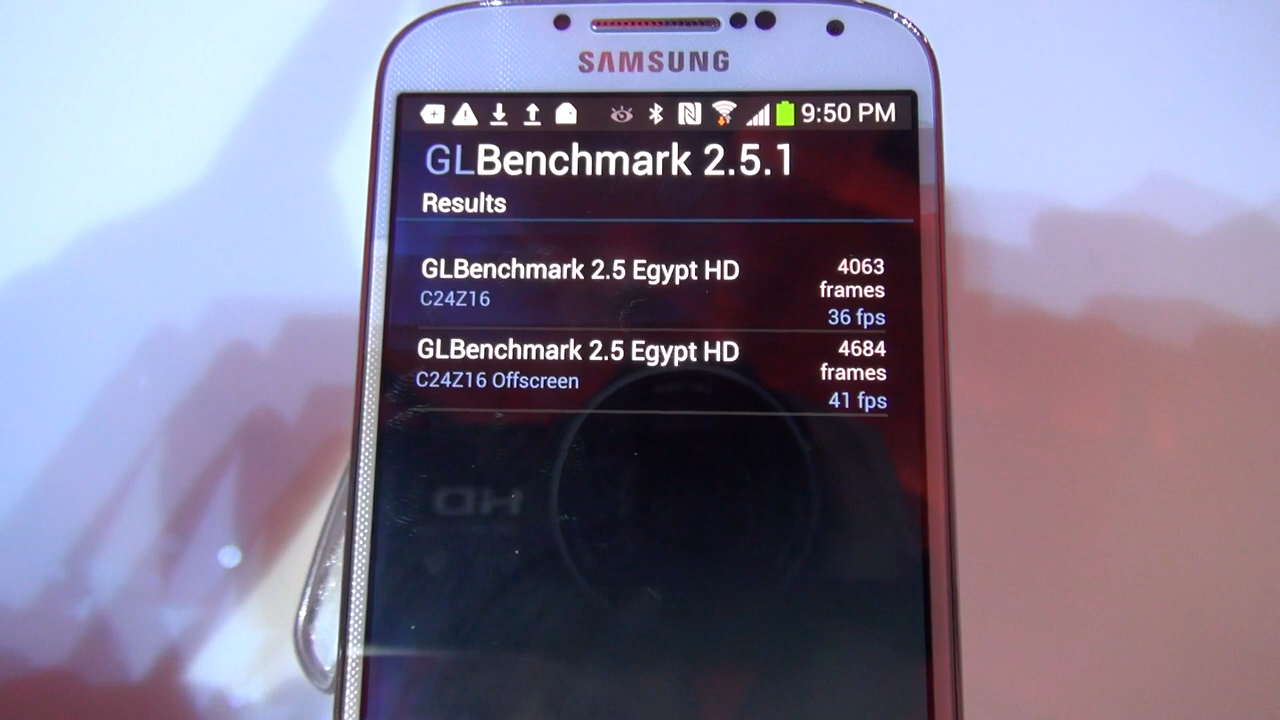 SAMSUNG
9:50 PM
GLBenchmark 2.5.1
Results
GLBenchmark 2.5 Egypt HD
4063
frames
C24Z16
36 fps
GLBenchmark 2.5 Egypt HD
4684
frames
C24Z16 Offscreen
41 fps